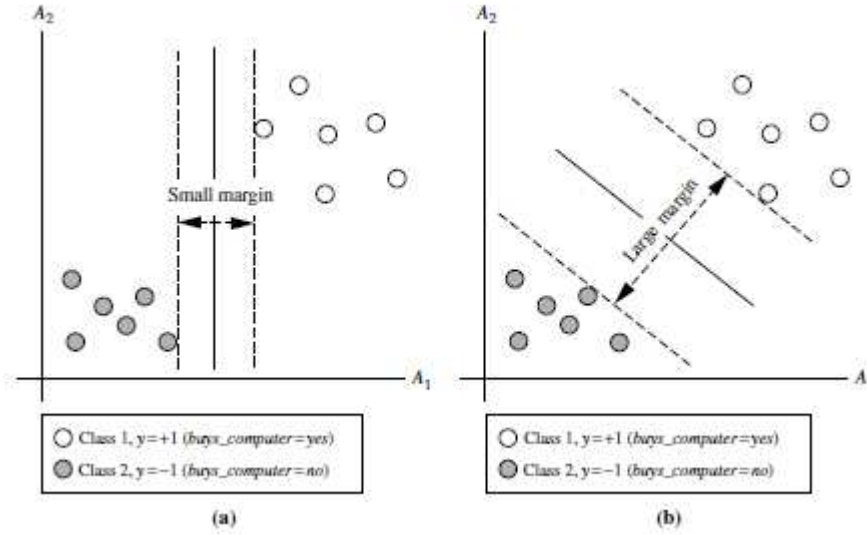 A2
Small margin
A1
Class 1, y=+1 (buys_computer=yes)
Class 2, y=−1 (buys_computer=no)
(a)
A2
Large margin
A
Class 1, y=+1 (buys_computer=yes)
Class 2, y=−1 (buys_computer=no)
(b)